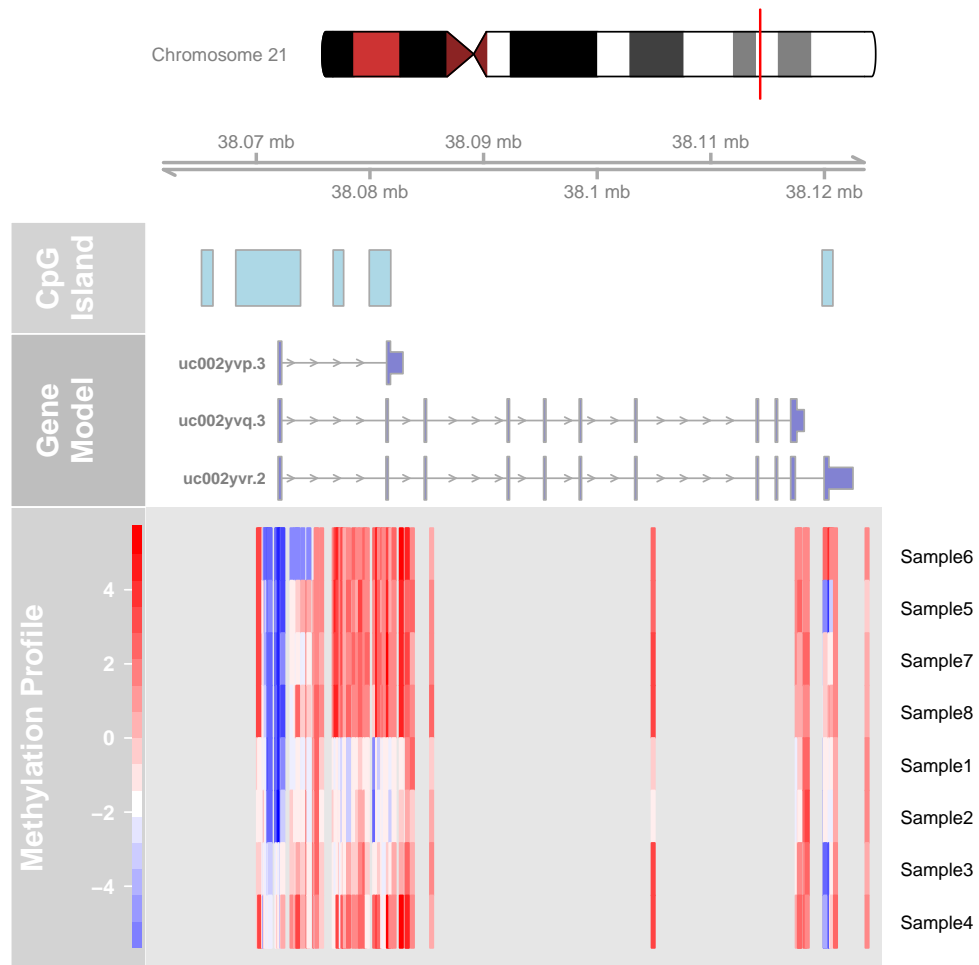 Chromosome 21
38.07 mb
38.09 mb
38.11 mb
38.08 mb
38.1 mb
38.12 mb
CpG
Island
uc002yvp.3
Gene
Model
uc002yvq.3
uc002yvr.2
Methylation Profile
4
2
0
−2
−4
Sample6
Sample5
Sample7
Sample8
Sample1
Sample2
Sample3
Sample4